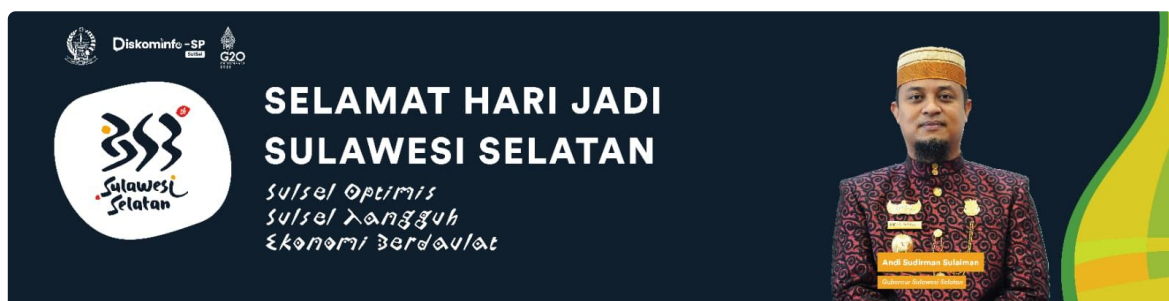 Diskominfo-SP
SulSel
G20
353
Sulawesi
Selatan
SELAMAT HARI JADI
SULAWESI SELATAN
Sulsel Optimis
Sulsel Tangguh
Ekonomi Berdaulat
Andi Sudirman Sulaiman
Gubernur Sulawesi Selatan